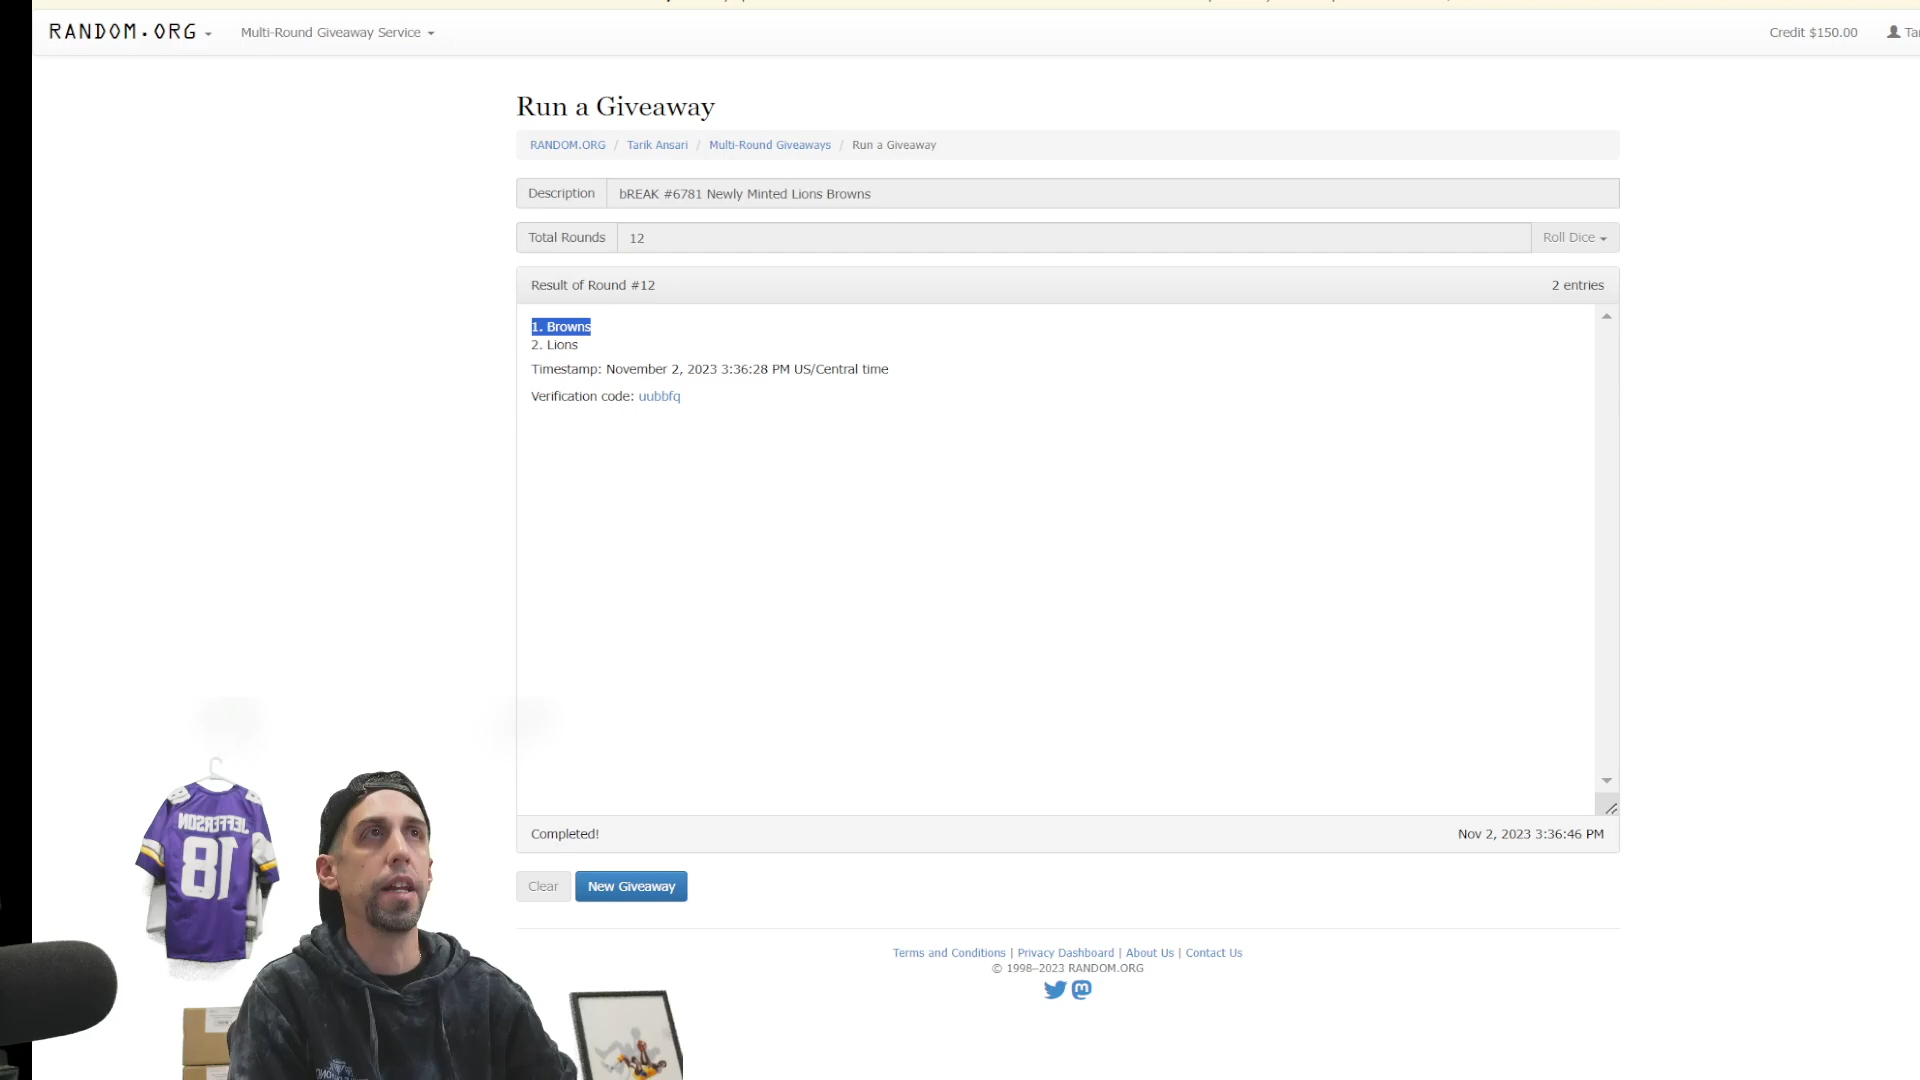 RANDOM.ORG
Multi-Round Giveaway Service
Credit $150.00
Run a Giveaway
RANDOM.ORG / Tarik Ansari / Multi-Round Giveaways / Run a Giveaway
Description bREAK #6781 Newly Minted Lions Browns
Total Rounds 12 Roll Dice
Result of Round #12 2 entries
1. Browns
2. Lions
Timestamp: November 2, 2023 3:36:28 PM US/Central time
Verification code: uubbfq
Completed! Nov 2, 2023 3:36:46 PM
Clear New Giveaway
JEFFERSON
18
Terms and Conditions | Privacy Dashboard | About Us | Contact Us
© 1998–2023 RANDOM.ORG